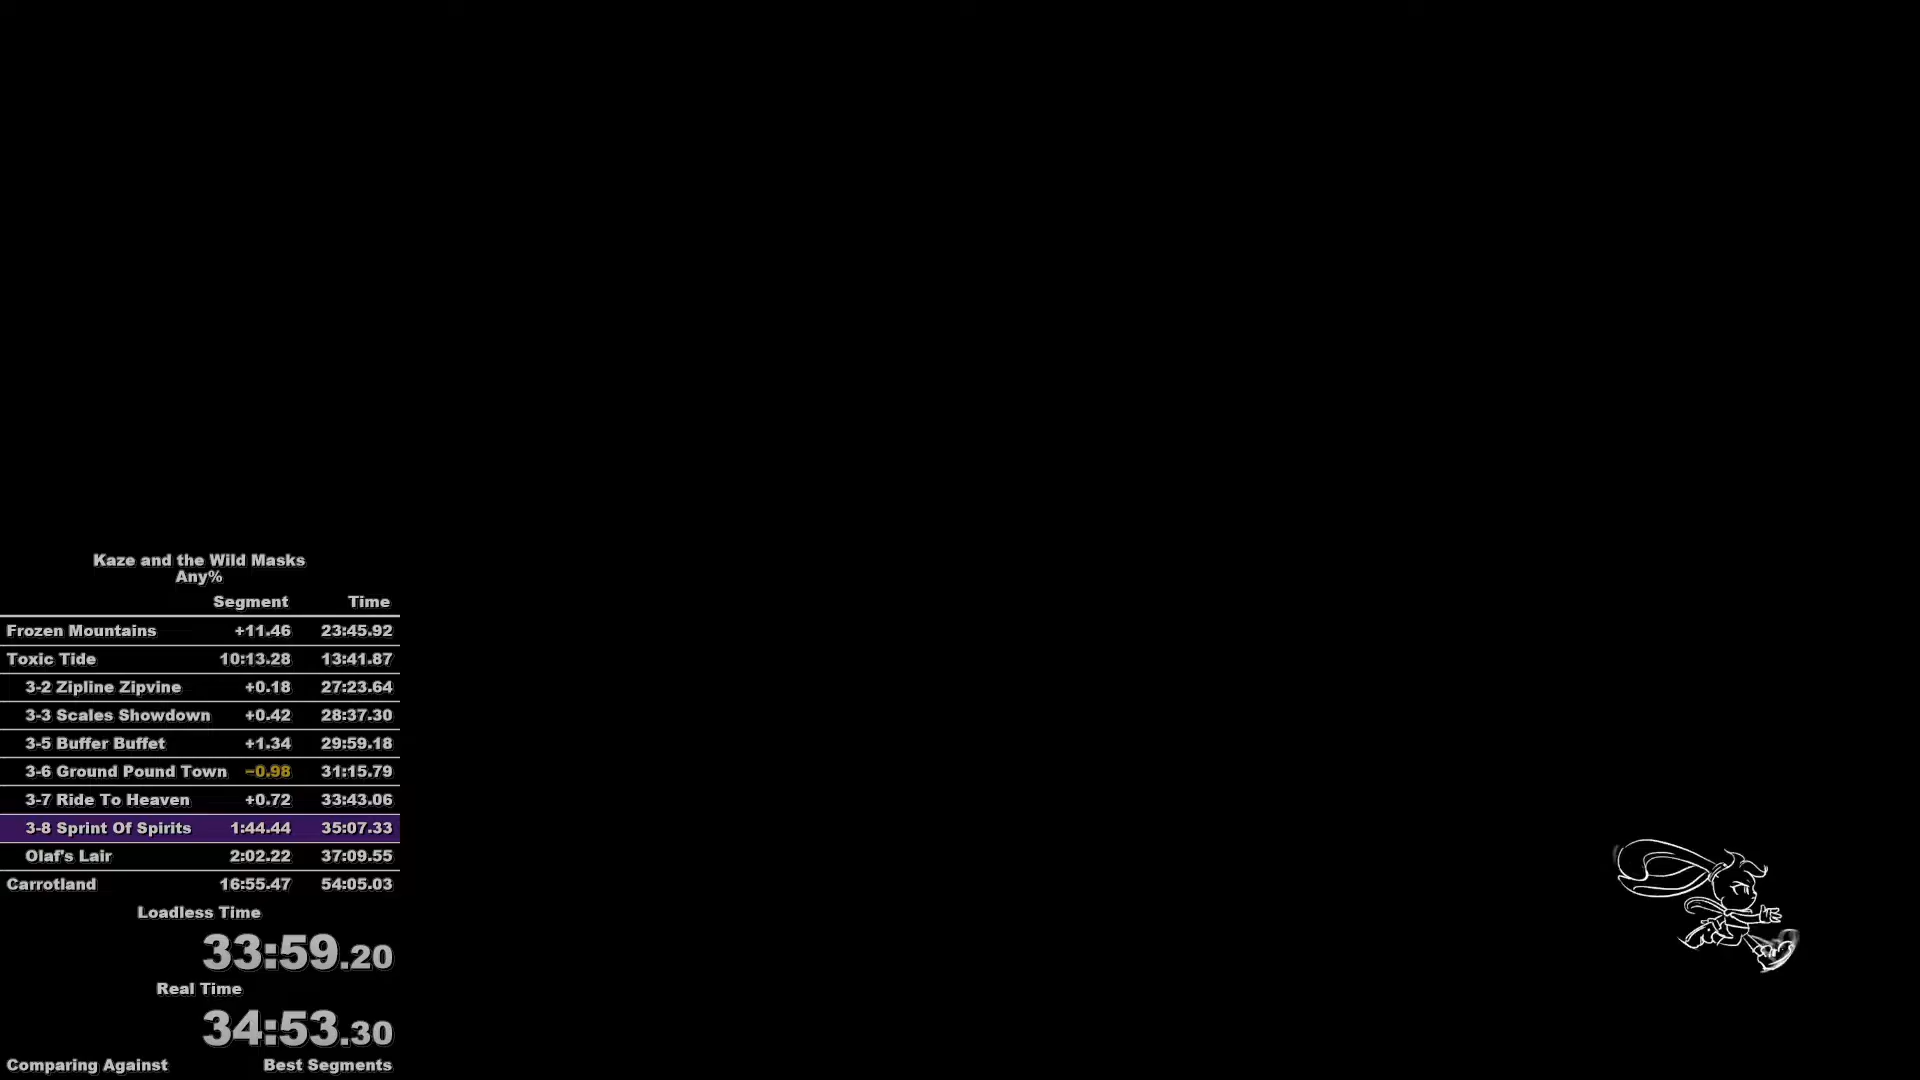 Kaze and the Wild Masks
Any%
Segment Time
Frozen Mountains +11.46 23:45.92
Toxic Tide 10:13.28 13:41.87
3-2 Zipline Zipvine +0.18 27:23.64
3-3 Scales Showdown +0.42 28:37.30
3-5 Buffer Buffet +1.34 29:59.18
3-6 Ground Pound Town −0.98 31:15.79
3-7 Ride To Heaven +0.72 33:43.06
3-8 Sprint Of Spirits 1:44.44 35:07.33
Olaf's Lair 2:02.22 37:09.55
Carrotland 16:55.47 54:05.03
Loadless Time
33:59.20
Real Time
34:53.30
Comparing Against Best Segments